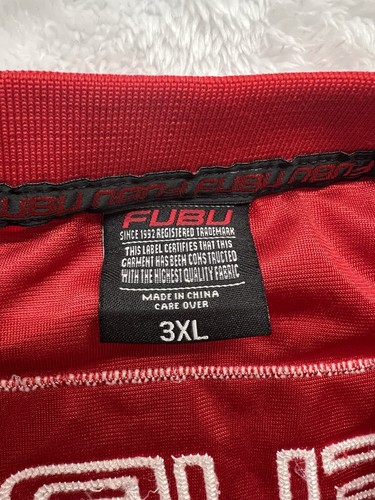 FUBU
SINCE 1992 REGISTERED TRADEMARK
THIS LABEL CERTIFIES THAT THIS
GARMENT HAS BEEN CONSTRUCTED
WITH THE HIGHEST QUALITY FABRIC
MADE IN CHINA
CARE OVER
3XL